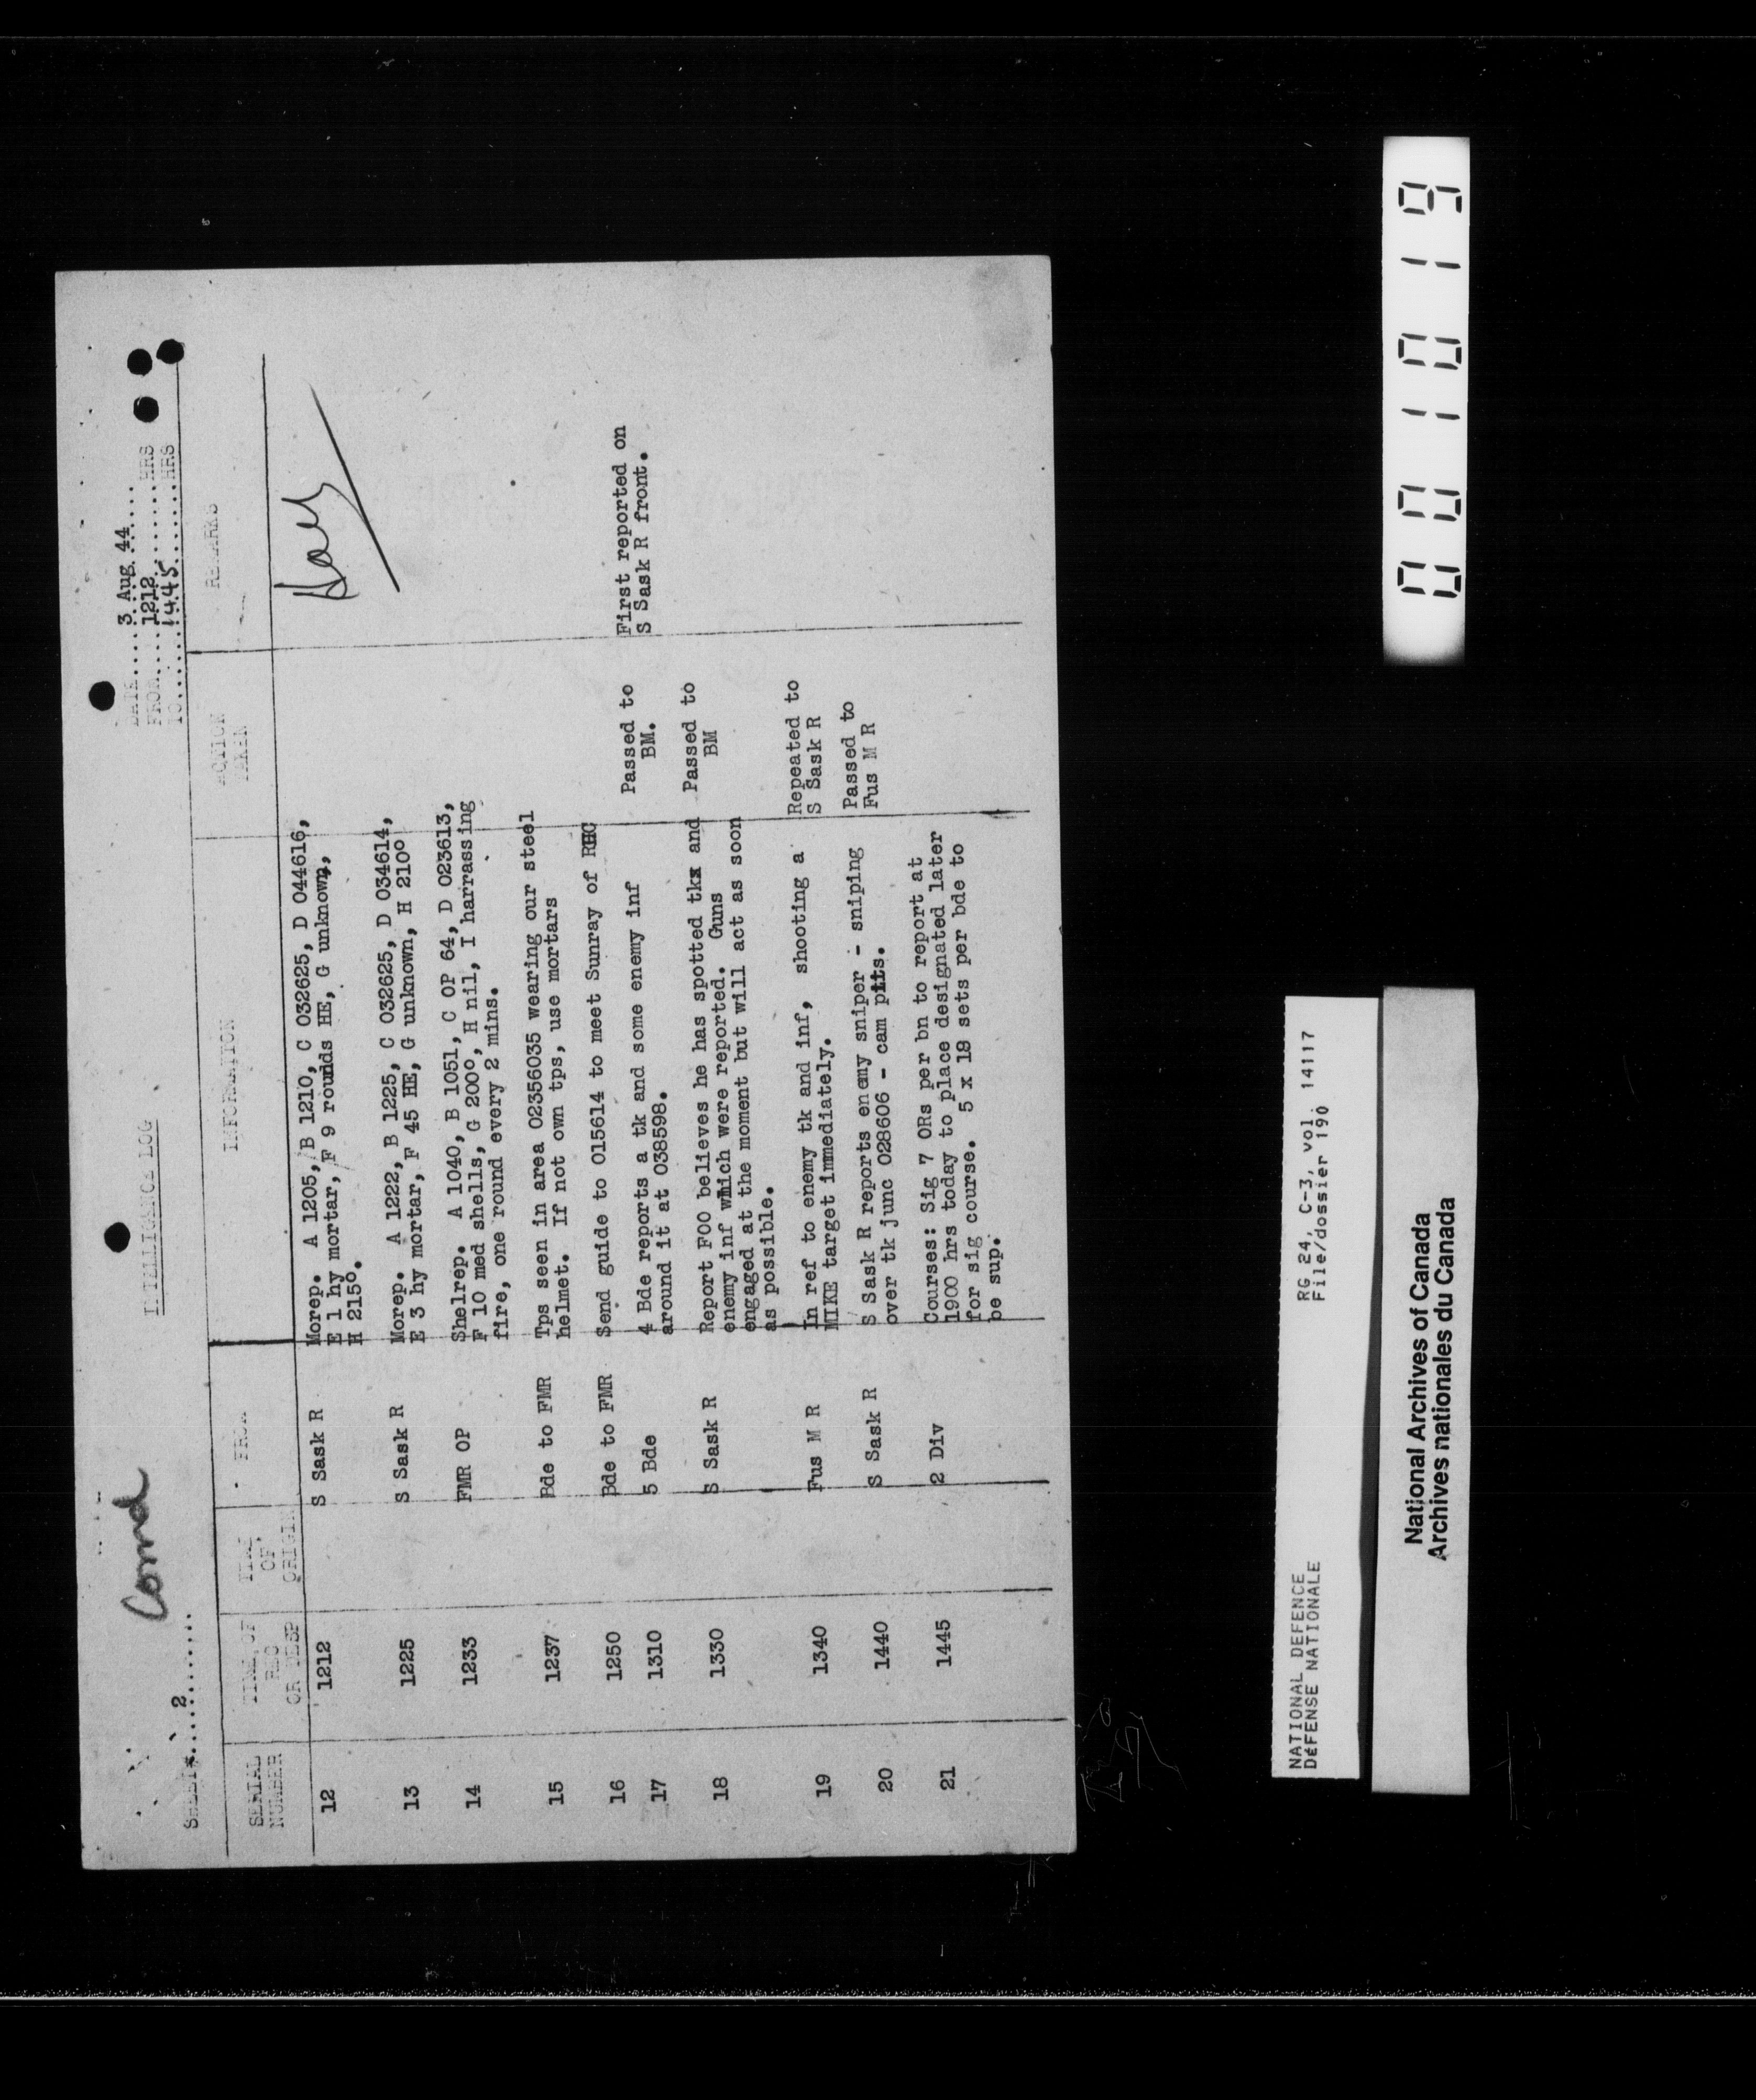 Comd
INTELLIGENCE LOG
SHEET.....2.......
DATE....3 Aug 44....
FROM....1212.......HRS
TO......1445.......HRS
SERIAL NUMBER | TIME OF REC OR DESP | TIME OF ORIGIN | FROM | INFORMATION | ACTION TAKEN | REMARKS
12 1212 S Sask R Morep. A 1205, B 1210, C 032625, D 044616,
E 1 hy mortar, F 9 rounds HE, G unknown,
H 215°.
13 1225 S Sask R Morep. A 1222, B 1225, C 032625, D 034614,
E 3 hy mortar, F 45 HE, G unknown, H 210°
14 1233 FMR OP Shelrep. A 1040, B 1051, C OP 64, D 023613,
F 10 med shells, G 200°, H nil, I harrassing
fire, one round every 2 mins.
15 1237 Bde to FMR Tps seen in area 02356035 wearing our steel
helmet. If not own tps, use mortars
16 1250 Bde to FMR Send guide to 015614 to meet Sunray of RHC
17 1310 5 Bde 4 Bde reports a tk and some enemy inf Passed to First reported on
around it at 038598. BM. S Sask R front.
18 1330 S Sask R Report FOO believes he has spotted tkx and Passed to
enemy inf which were reported. Guns BM
engaged at the moment but will act as soon
as possible.
19 1340 Fus M R In ref to enemy tk and inf, shooting a Repeated to
MIKE target immediately. S Sask R
20 1440 S Sask R S Sask R reports enemy sniper - sniping Passed to
over tk junc 028606 - cam pits. Fus M R
21 1445 2 Div Courses: Sig 7 ORs per bn to report at
1900 hrs today to place designated later
for sig course. 5 x 18 sets per bde to
be sup.
NATIONAL DEFENCE RG 24, C-3, vol. 14117
DÉFENSE NATIONALE File/dossier 190
National Archives of Canada
Archives nationales du Canada
001019